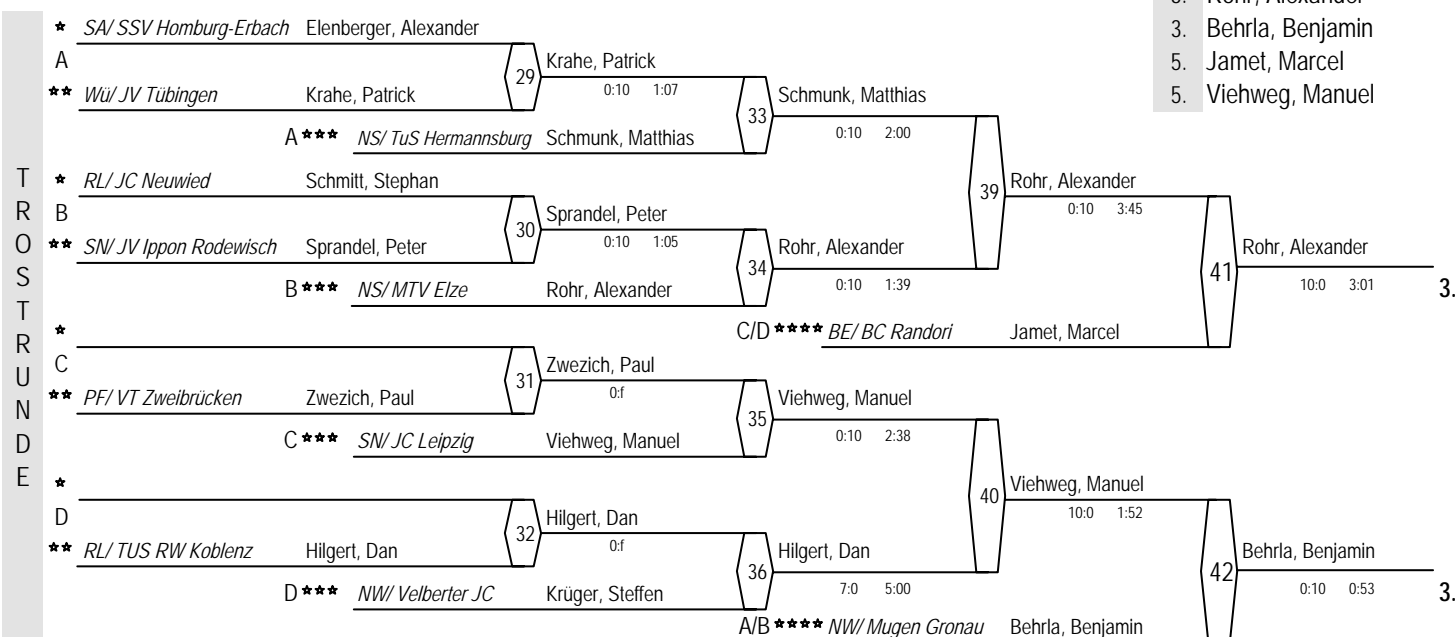 3. Rohr, Alexander
★ SA/ SSV Homburg-Erbach Elenberger, Alexander
3. Behrla, Benjamin
A
29 Krahe, Patrick
5. Jamet, Marcel
★★ Wü/ JV Tübingen Krahe, Patrick
0:10 1:07
Schmunk, Matthias
5. Viehweg, Manuel
33
A ★★★ NS/ TuS Hermannsburg Schmunk, Matthias
0:10 2:00
TROSTRUNDE
★ RL/ JC Neuwied Schmitt, Stephan
39 Rohr, Alexander
0:10 3:45
B
30 Sprandel, Peter
0:10 1:05
★★ SN/ JV Ippon Rodewisch Sprandel, Peter
34 Rohr, Alexander
0:10 1:39
41 Rohr, Alexander
10:0 3:01 3.
B ★★★ NS/ MTV Elze Rohr, Alexander
C/D ★★★★ BE/ BC Randori Jamet, Marcel
★
C
31 Zwezich, Paul
0:f
★★ PF/ VT Zweibrücken Zwezich, Paul
35 Viehweg, Manuel
0:10 2:38
C ★★★ SN/ JC Leipzig Viehweg, Manuel
★
40 Viehweg, Manuel
10:0 1:52
D
32 Hilgert, Dan
0:f
★★ RL/ TUS RW Koblenz Hilgert, Dan
36 Hilgert, Dan
7:0 5:00
42 Behrla, Benjamin
0:10 0:53 3.
D ★★★ NW/ Velberter JC Krüger, Steffen
A/B ★★★★ NW/ Mugen Gronau Behrla, Benjamin